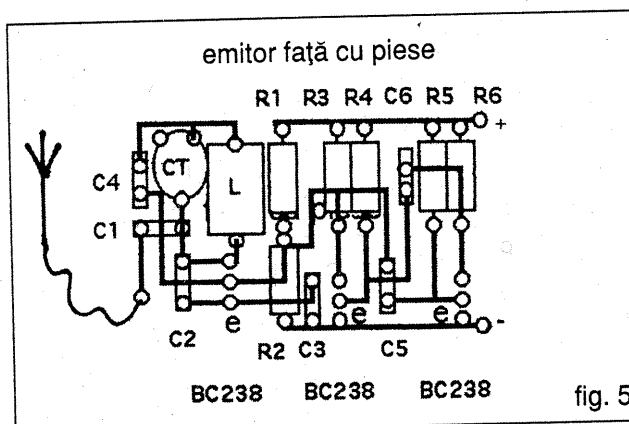 emitor faţă cu piese
R1 R3 R4 C6 R5 R6
+
CT
C4
L
C1
e
e
e
-
C2
R2 C3 C5
BC238 BC238 BC238
fig. 5